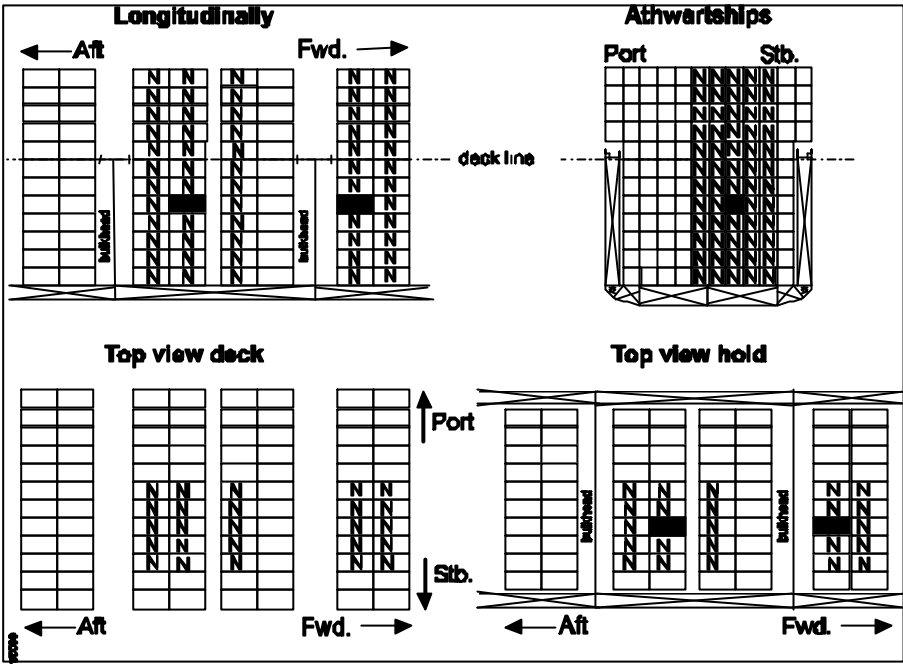 Longitudinally
Aft
Fwd.
N N N N N
N N N N N
N N N N N
N N N N N
N N N N N
N N N N N
N N N N N
N N N
N N N N N
N N N N N
N N N N N
N N N N N
bulkhead
bulkhead
deck line
Athwartships
Port
Stb.
N N N N N
N N N N N
N N N N N
N N N N N
N N N N N
N N N N N
N N N N N
N N N N
N N N N N
N N N N N
N N N N N
N N N N N
Top view deck
Port
N N N N N
N N N N N
N N N N N
N N N N N
N N N N N
Stb.
Aft
Fwd.
Top view hold
bulkhead
bulkhead
N N N N N
N N N N N
N N N
N N N N N
N N N N N
Aft
Fwd.